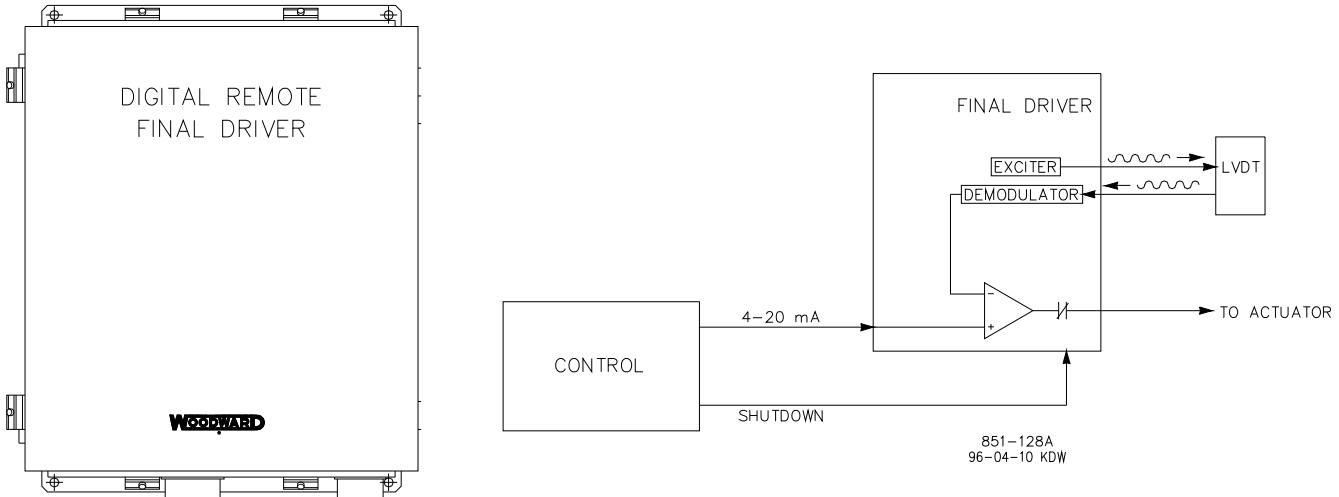 DIGITAL REMOTE
FINAL DRIVER
WOODWARD
FINAL DRIVER
EXCITER
LVDT
DEMODULATOR
−
4−20 mA
+
TO ACTUATOR
CONTROL
SHUTDOWN
851−128A
96−04−10 KDW